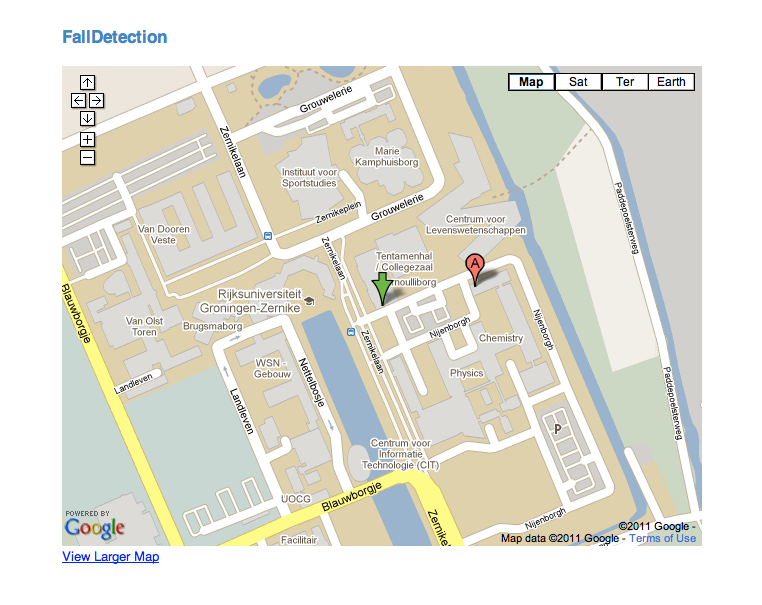 FallDetection
Map
Sat
Ter
Earth
Grouwelerie
Zernikelaan
Marie
Kamphuisborg
Instituut voor
Sportstudies
Paddepoelsterweg
Zernikeplein
Grouwelerie
Centrum voor
Levenswetenschappen
Van Dooren
Veste
Zernikelaan
Tentamenhal
/ Collegezaal
A
noulliborg
Rijksuniversiteit
Groningen-Zernike
Blauwborgje
Van Olst
Toren
Brugsmaborg
Nijenborgh
Nijenborgh
Chemistry
Zernikelaan
WSN -
Gebouw
Nettelbosje
Physics
Landleven
Landleven
Paddepoelsterweg
P
Centrum voor
Informatie
Technologie (CIT)
UOCG
Blauwborgje
Zernik
Nijenborgh
Facilitair
POWERED BY
Google
©2011 Google -
Map data ©2011 Google - Terms of Use
View Larger Map